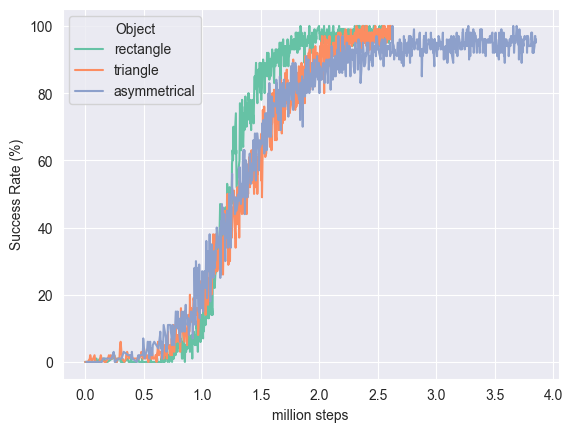 Object
rectangle
triangle
asymmetrical
Success Rate (%)
100
80
60
40
20
0
0.0 0.5 1.0 1.5 2.0 2.5 3.0 3.5 4.0
million steps